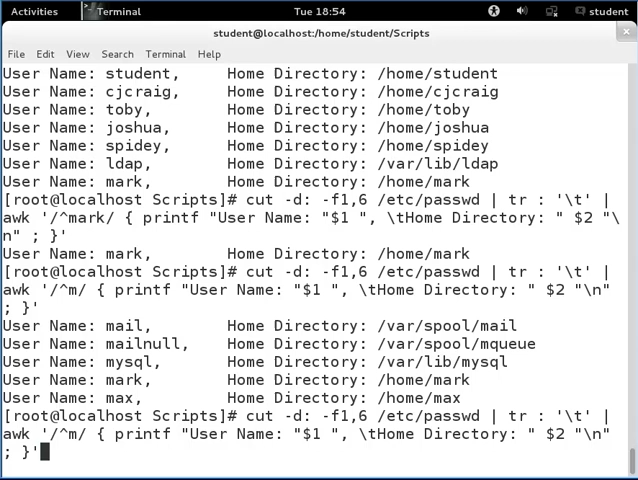 Activities
Terminal
Tue 18:54
student
student@localhost:/home/student/Scripts
File Edit View Search Terminal Help
User Name: student, Home Directory: /home/student
User Name: cjcraig, Home Directory: /home/cjcraig
User Name: toby, Home Directory: /home/toby
User Name: joshua, Home Directory: /home/joshua
User Name: spidey, Home Directory: /home/spidey
User Name: ldap, Home Directory: /var/lib/ldap
User Name: mark, Home Directory: /home/mark
[root@localhost Scripts]# cut -d: -f1,6 /etc/passwd | tr : '\t' |
awk '/^mark/ { printf "User Name: "$1 ", \tHome Directory: " $2 "\
n" ; }'
User Name: mark, Home Directory: /home/mark
[root@localhost Scripts]# cut -d: -f1,6 /etc/passwd | tr : '\t' |
awk '/^m/ { printf "User Name: "$1 ", \tHome Directory: " $2 "\n"
; }'
User Name: mail, Home Directory: /var/spool/mail
User Name: mailnull, Home Directory: /var/spool/mqueue
User Name: mysql, Home Directory: /var/lib/mysql
User Name: mark, Home Directory: /home/mark
User Name: max, Home Directory: /home/max
[root@localhost Scripts]# cut -d: -f1,6 /etc/passwd | tr : '\t' |
awk '/^m/ { printf "User Name: "$1 ", \tHome Directory: " $2 "\n"
; }'